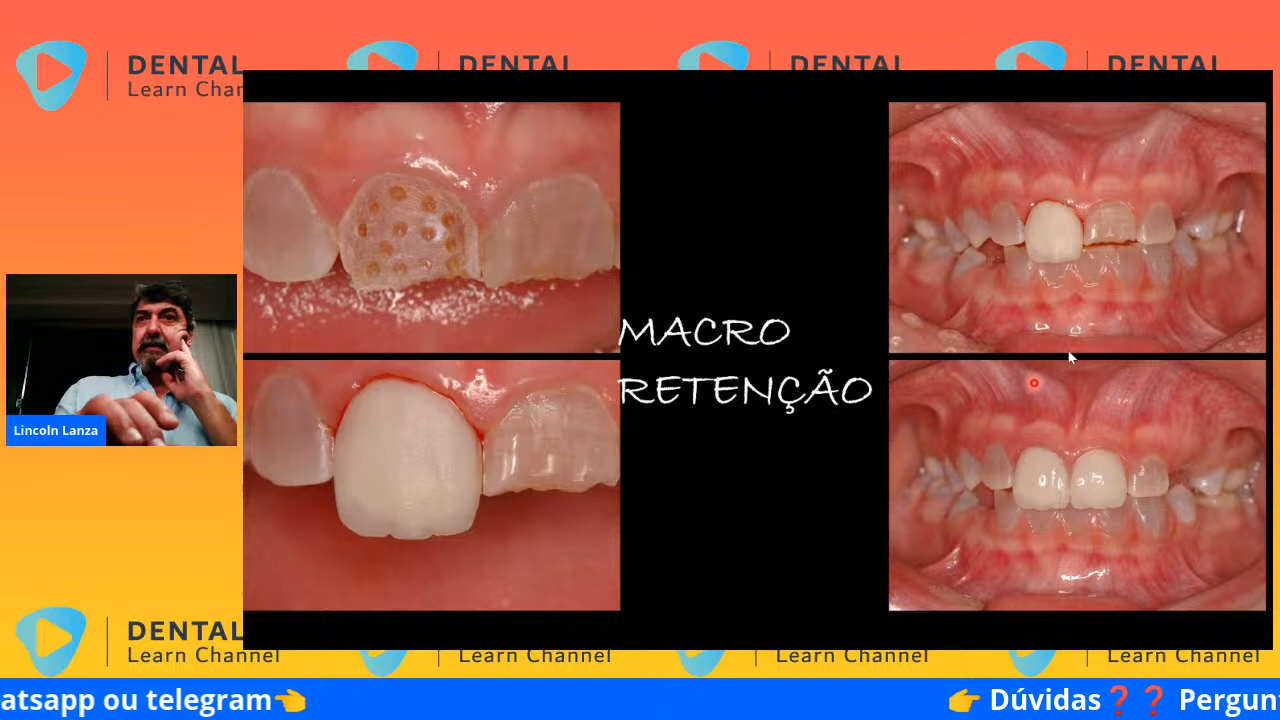 DENTAL
Learn Chan
DENTAL
DENTAL
DENTAL
MACRO
RETENÇÃO
Lincoln Lanza
DENTAL
Learn Channel
Learn Channel
Learn Channel
Learn Channel
atsapp ou telegram👈
👉 Dúvidas❓❓ Pergun